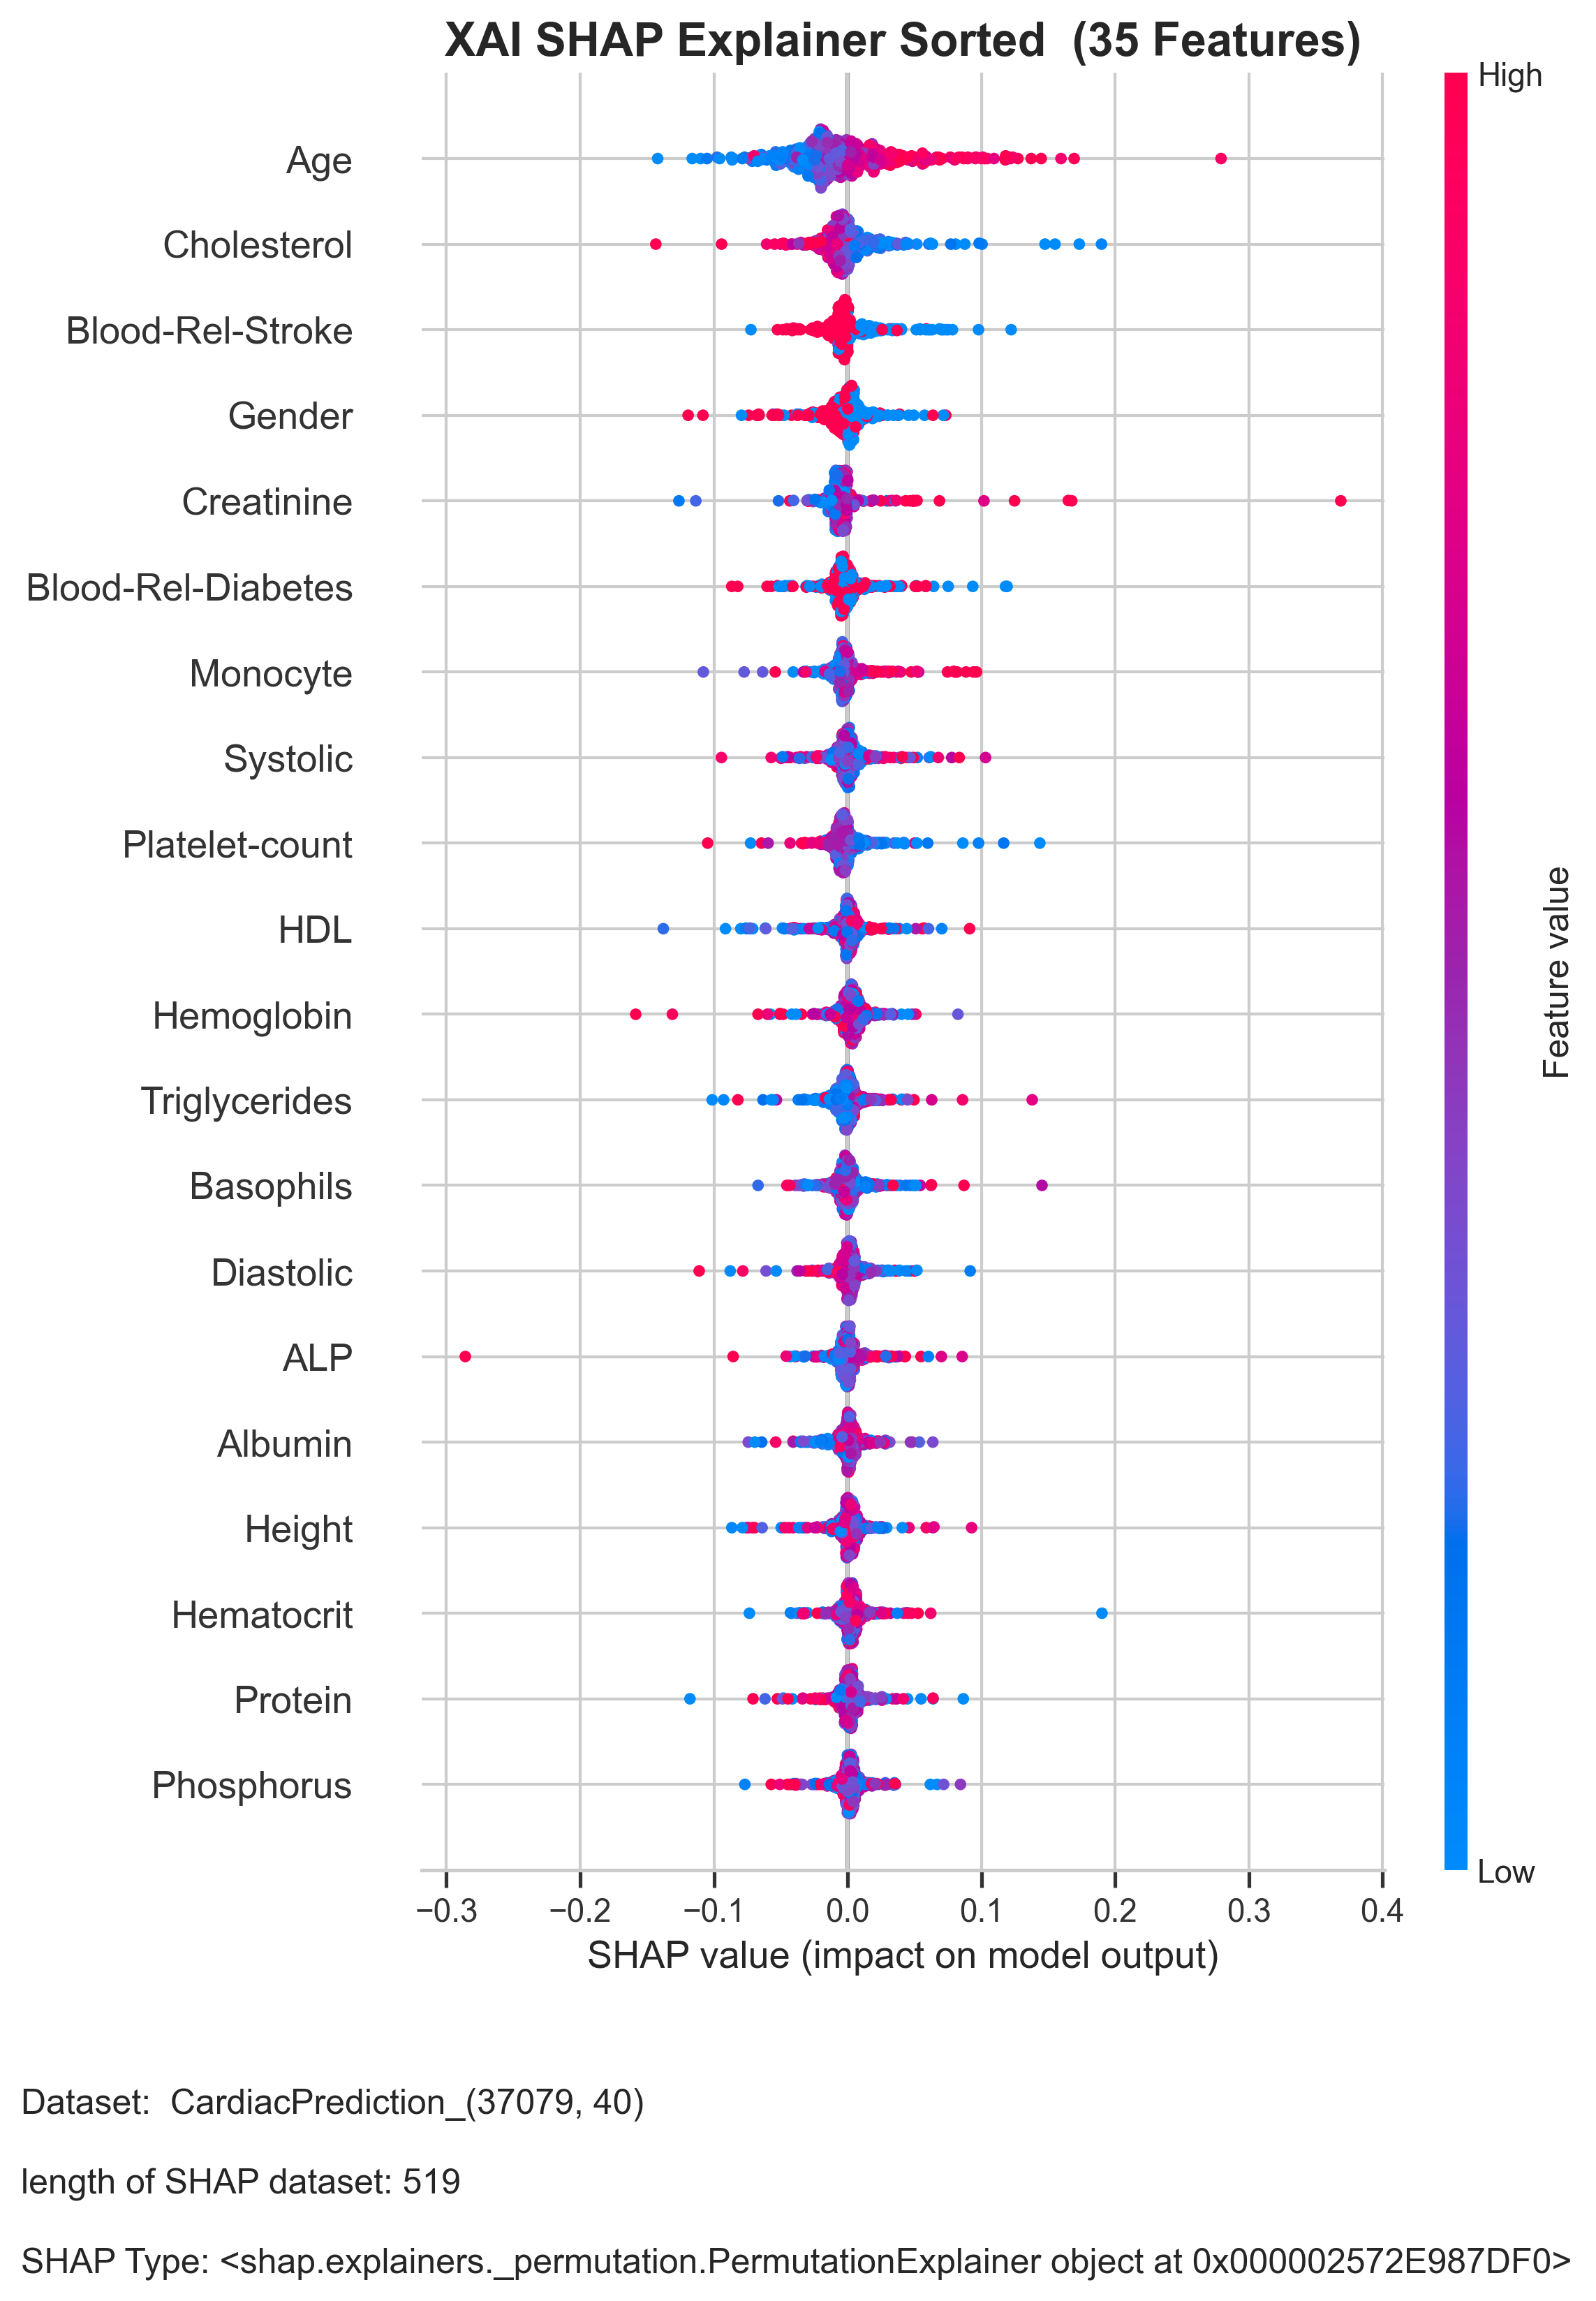 XAI SHAP Explainer Sorted  (35 Features)
High
Age
Cholesterol
Blood-Rel-Stroke
Gender
Creatinine
Blood-Rel-Diabetes
Monocyte
Systolic
Platelet-count
HDL
Hemoglobin
Triglycerides
Basophils
Diastolic
ALP
Albumin
Height
Hematocrit
Protein
Phosphorus
Feature value
Low
−0.3 −0.2 −0.1 0.0 0.1 0.2 0.3 0.4
SHAP value (impact on model output)
Dataset:  CardiacPrediction_(37079, 40)
length of SHAP dataset: 519
SHAP Type: <shap.explainers._permutation.PermutationExplainer object at 0x000002572E987DF0>